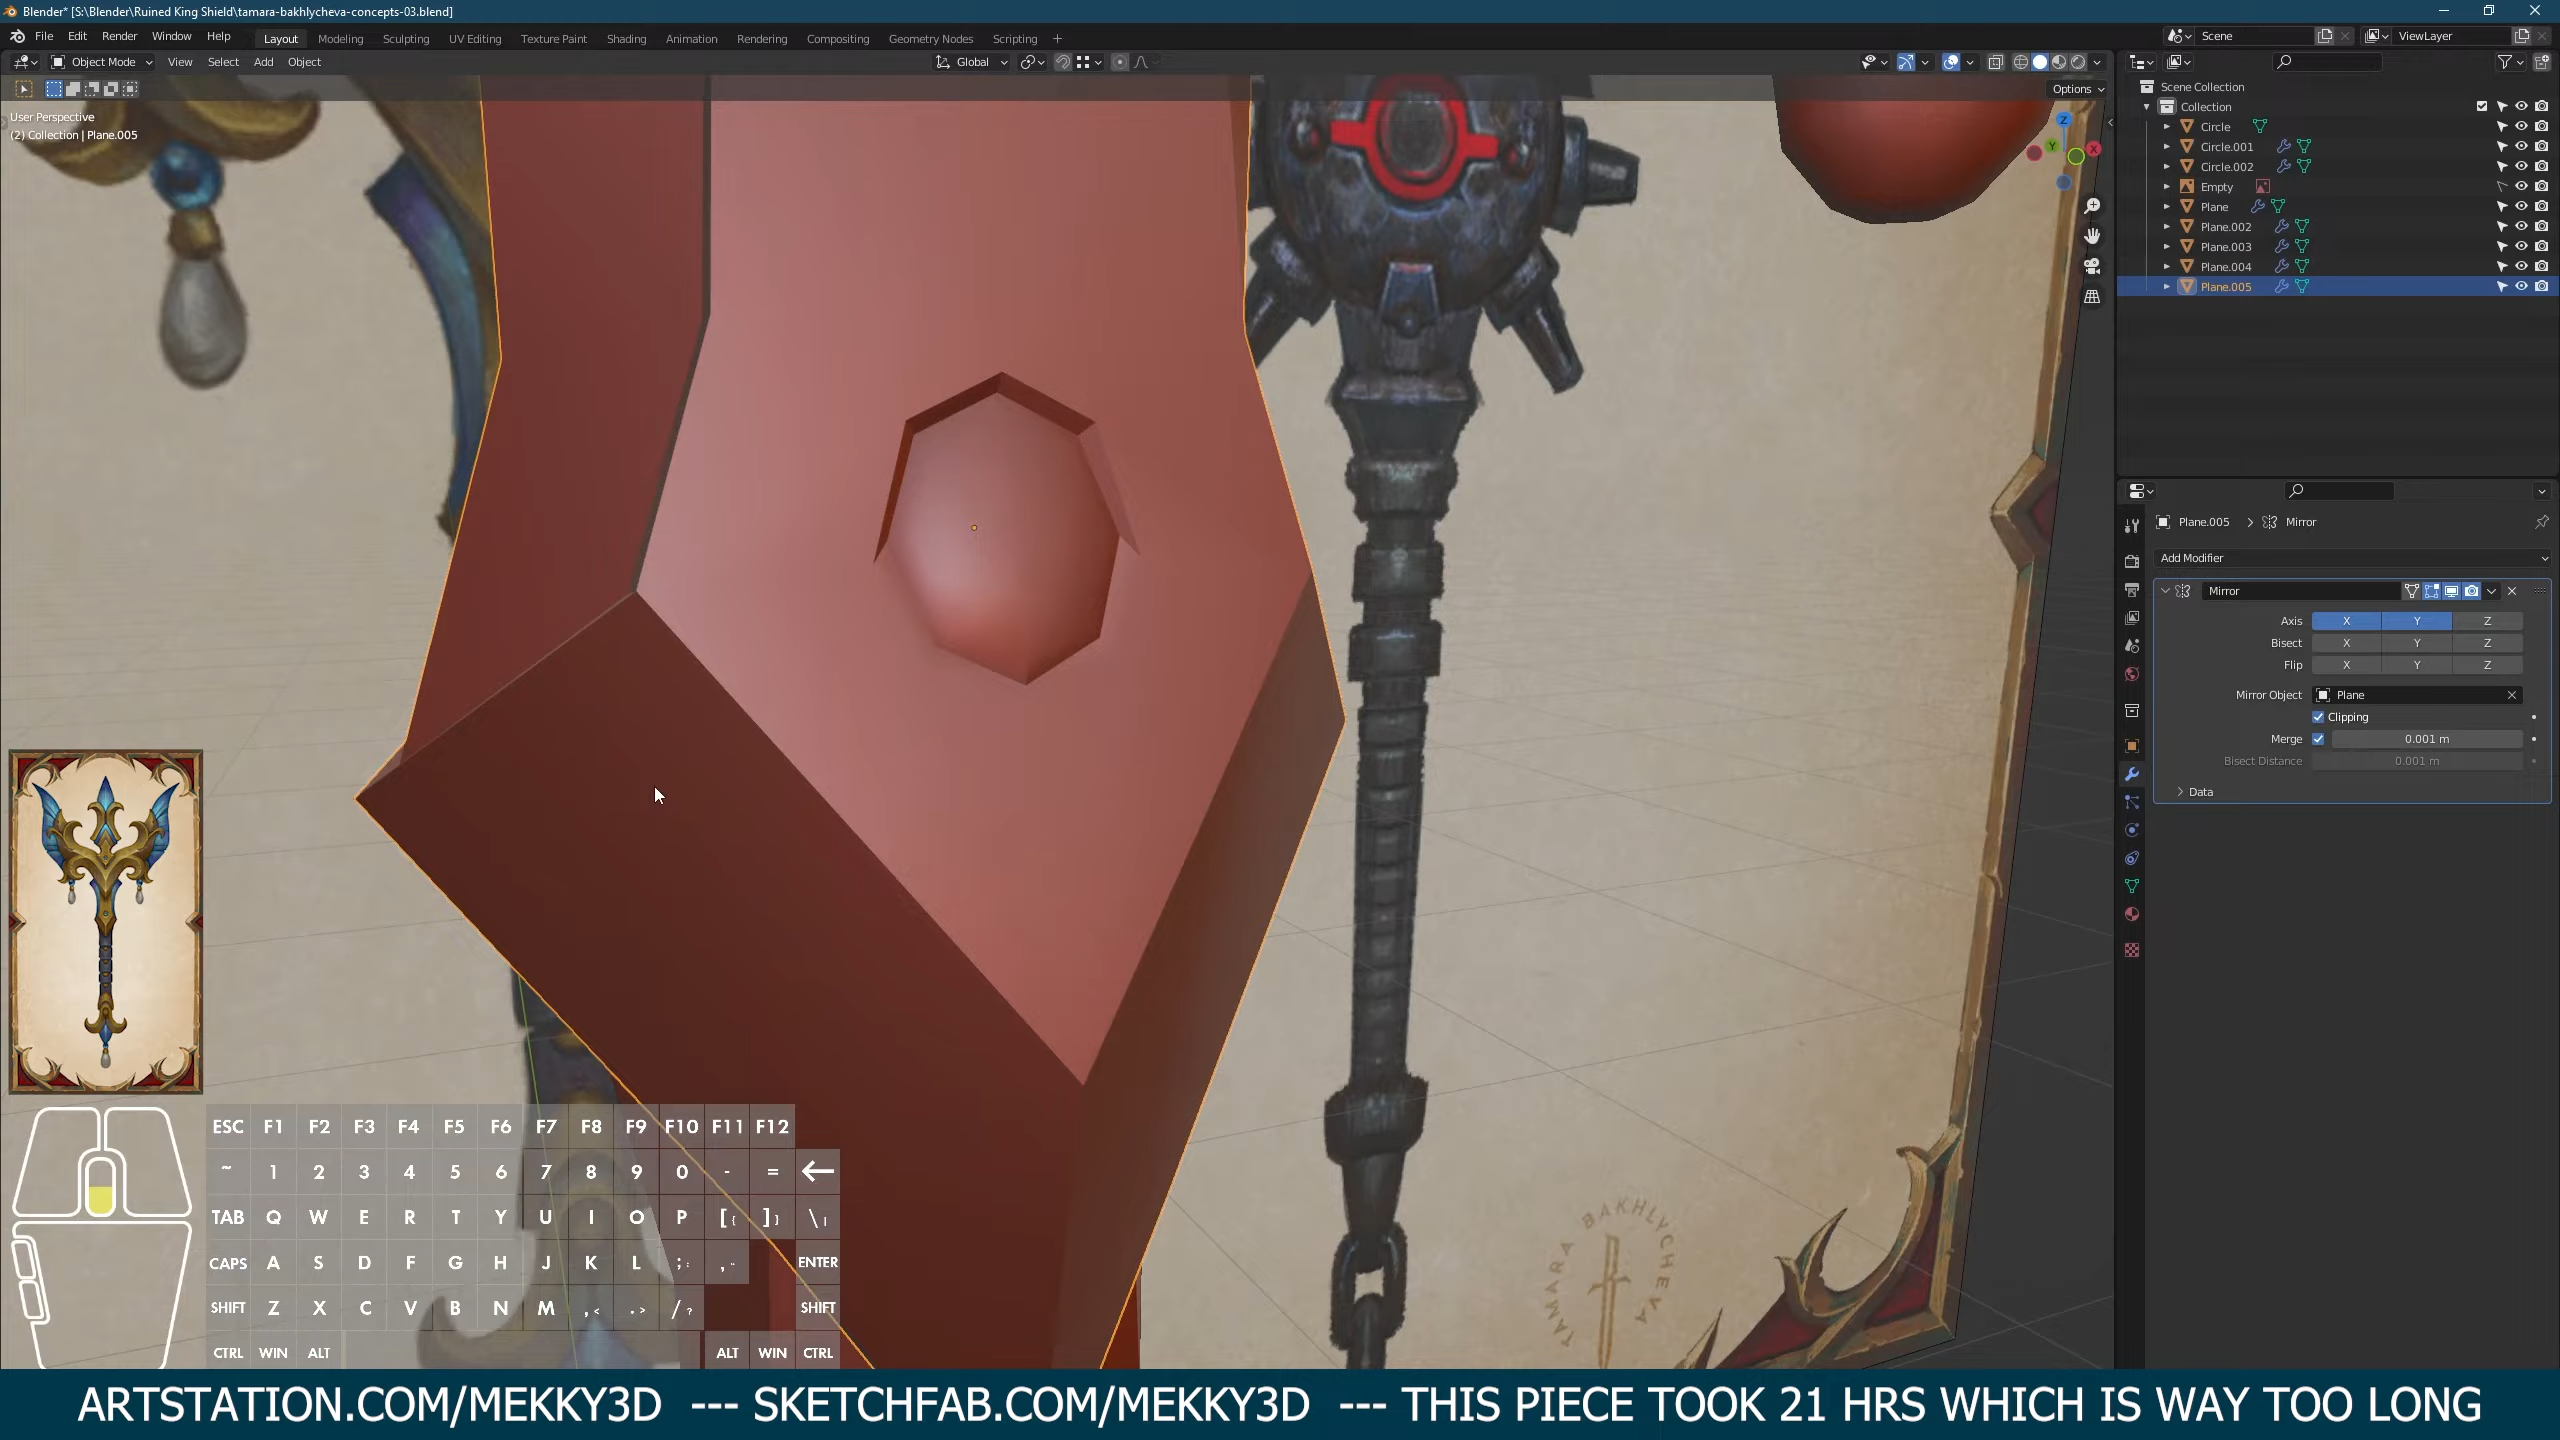 Blender* [S:\Blender\Ruined King Shield\tamara-bakhlycheva-concepts-03.blend]
File Edit Render Window Help Layout Modeling Sculpting UV Editing Texture Paint Shading Animation Rendering Compositing Geometry Nodes Scripting + Scene ViewLayer
Object Mode View Select Add Object Global
Options
User Perspective
(2) Collection | Plane.005
Z
Y
X
Scene Collection
Collection
Circle
Circle.001
Circle.002
Empty
Plane
Plane.002
Plane.003
Plane.004
Plane.005
Plane.005 > Mirror
Add Modifier
Mirror
Axis X Y Z
Bisect X Y Z
Flip X Y Z
Mirror Object Plane
Clipping
Merge 0.001 m
Bisect Distance 0.001 m
Data
TAMARA BAKHLYCHEVA
ESC F1 F2 F3 F4 F5 F6 F7 F8 F9 F10 F11 F12
~ 1 2 3 4 5 6 7 8 9 0 - =
TAB Q W E R T Y U I O P [{ ]} \|
CAPS A S D F G H J K L ;: ," ENTER
SHIFT Z X C V B N M ,< .> /? SHIFT
CTRL WIN ALT ALT WIN CTRL
ARTSTATION.COM/MEKKY3D --- SKETCHFAB.COM/MEKKY3D --- THIS PIECE TOOK 21 HRS WHICH IS WAY TOO LONG